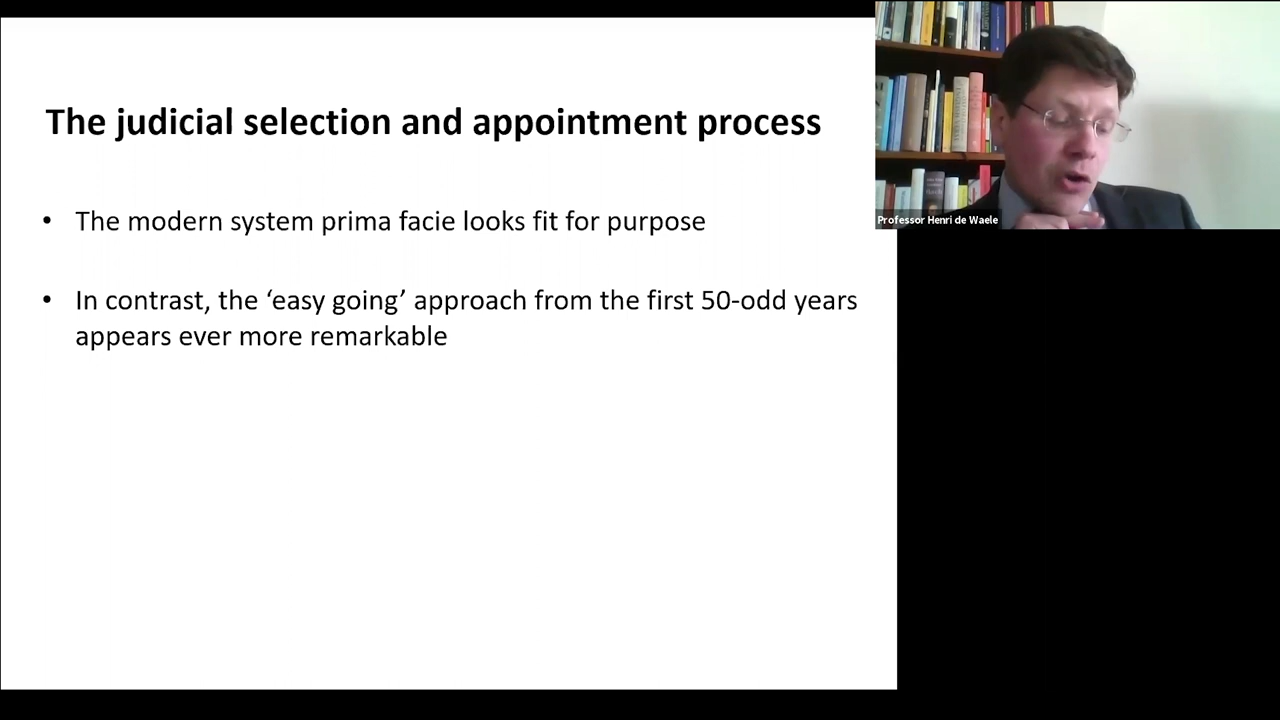 The judicial selection and appointment process
• The modern system prima facie looks fit for purpose
• In contrast, the ‘easy going’ approach from the first 50-odd years
appears ever more remarkable
Professor Henri de Waele